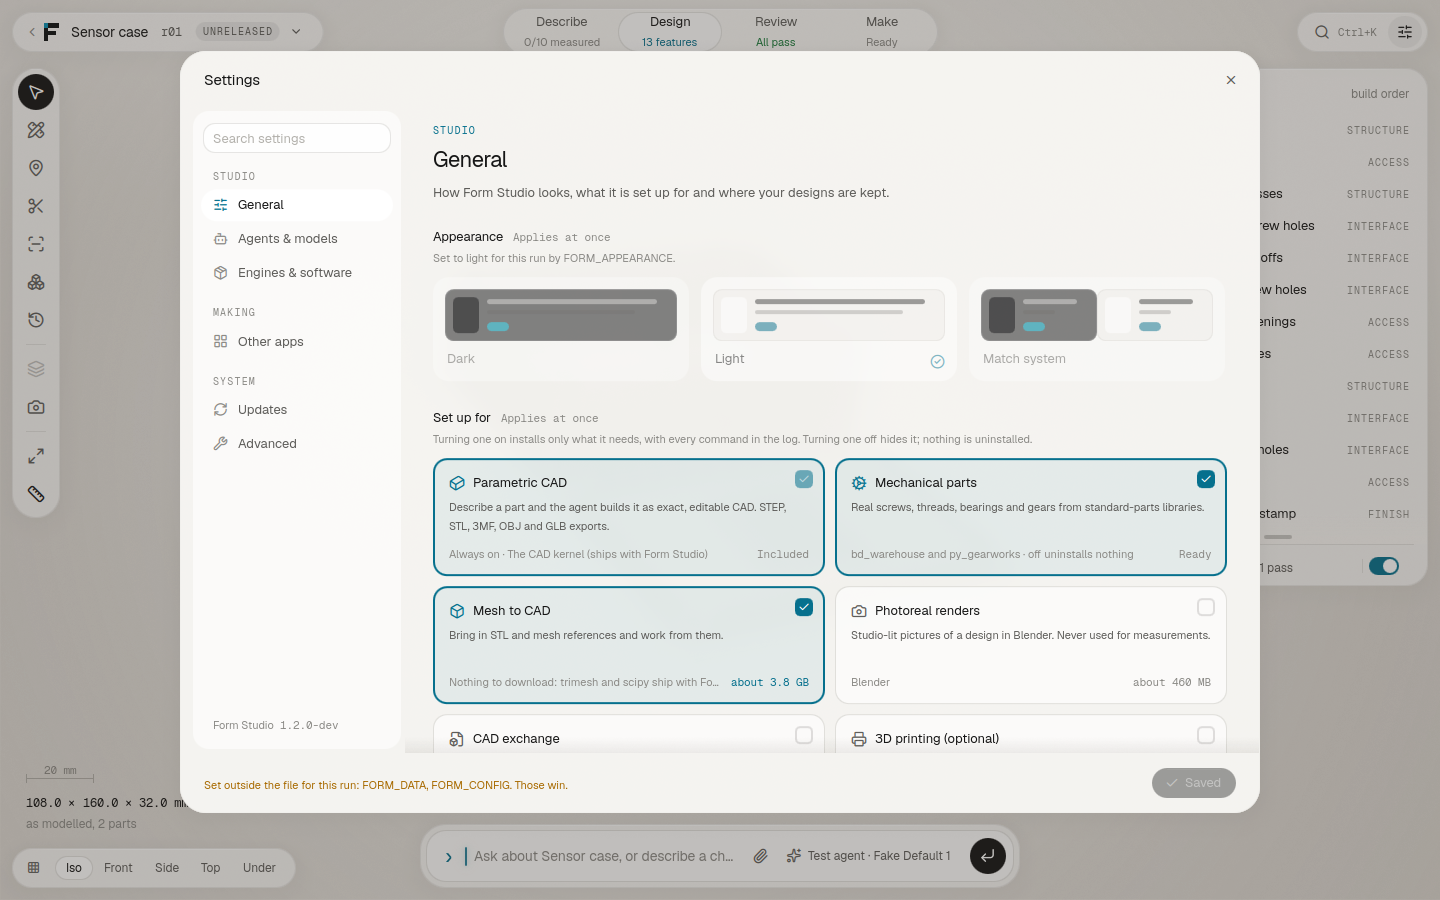 Sensor case r01 UNRELEASED
Describe
0/10 measured
Design
13 features
Review
All pass
Make
Ready
Ctrl+K
Settings
Search settings
STUDIO
General
Agents & models
Engines & software
MAKING
Other apps
SYSTEM
Updates
Advanced
Form Studio 1.2.0-dev
STUDIO
General
How Form Studio looks, what it is set up for and where your designs are kept.
Appearance Applies at once
Set to light for this run by FORM_APPEARANCE.
Dark
Light
Match system
Set up for Applies at once
Turning one on installs only what it needs, with every command in the log. Turning one off hides it; nothing is uninstalled.
Parametric CAD
Describe a part and the agent builds it as exact, editable CAD. STEP,
STL, 3MF, OBJ and GLB exports.
Always on · The CAD kernel (ships with Form Studio) Included
Mechanical parts
Real screws, threads, bearings and gears from standard-parts libraries.
bd_warehouse and py_gearworks · off uninstalls nothing Ready
Mesh to CAD
Bring in STL and mesh references and work from them.
Nothing to download: trimesh and scipy ship with Fo… about 3.8 GB
Photoreal renders
Studio-lit pictures of a design in Blender. Never used for measurements.
Blender about 460 MB
CAD exchange
3D printing (optional)
Set outside the file for this run: FORM_DATA, FORM_CONFIG. Those win.
Saved
build order
STRUCTURE
ACCESS
sses STRUCTURE
rew holes INTERFACE
offs INTERFACE
ew holes INTERFACE
enings ACCESS
es ACCESS
STRUCTURE
INTERFACE
holes INTERFACE
ACCESS
stamp FINISH
1 pass
20 mm
108.0 × 160.0 × 32.0 mm
as modelled, 2 parts
Iso Front Side Top Under
Ask about Sensor case, or describe a ch…
Test agent · Fake Default 1